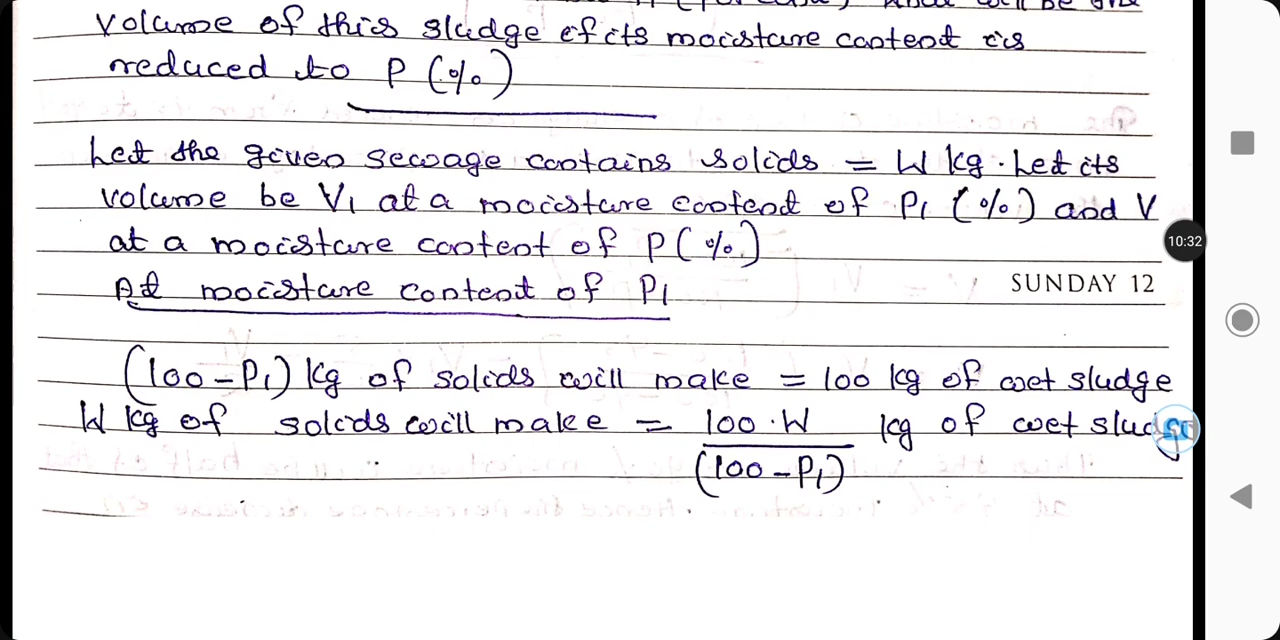 volume of this sludge if its moisture content is
reduced to P (%)
Let the given sewage contains solids = W kg. Let its
volume be V1 at a moisture content of P1 (%) and V
at a moisture content of P(%)
10:32
SUNDAY 12
At moisture content of P1
(100-P1) kg of solids will make = 100 kg of wet sludge
W kg of solids will make = 100.W / (100-P1) kg of wet sludge